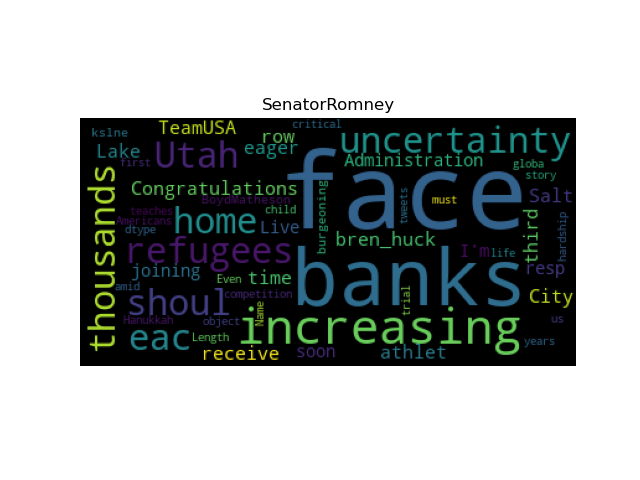 SenatorRomney
critical
kslne TeamUSA row uncertainty
Lake Utah eager Administration
first face globa
story
thousands Congratulations burgeoning tweets must Salt
BoydMatheson
teaches child
Americans home Live third hardship
dtype bren_huck
refugees I'm life
joining Even time banks resp
amid shoul competition trial City
Hanukkah object Name increasing us
eac Length years
receive soon athlet